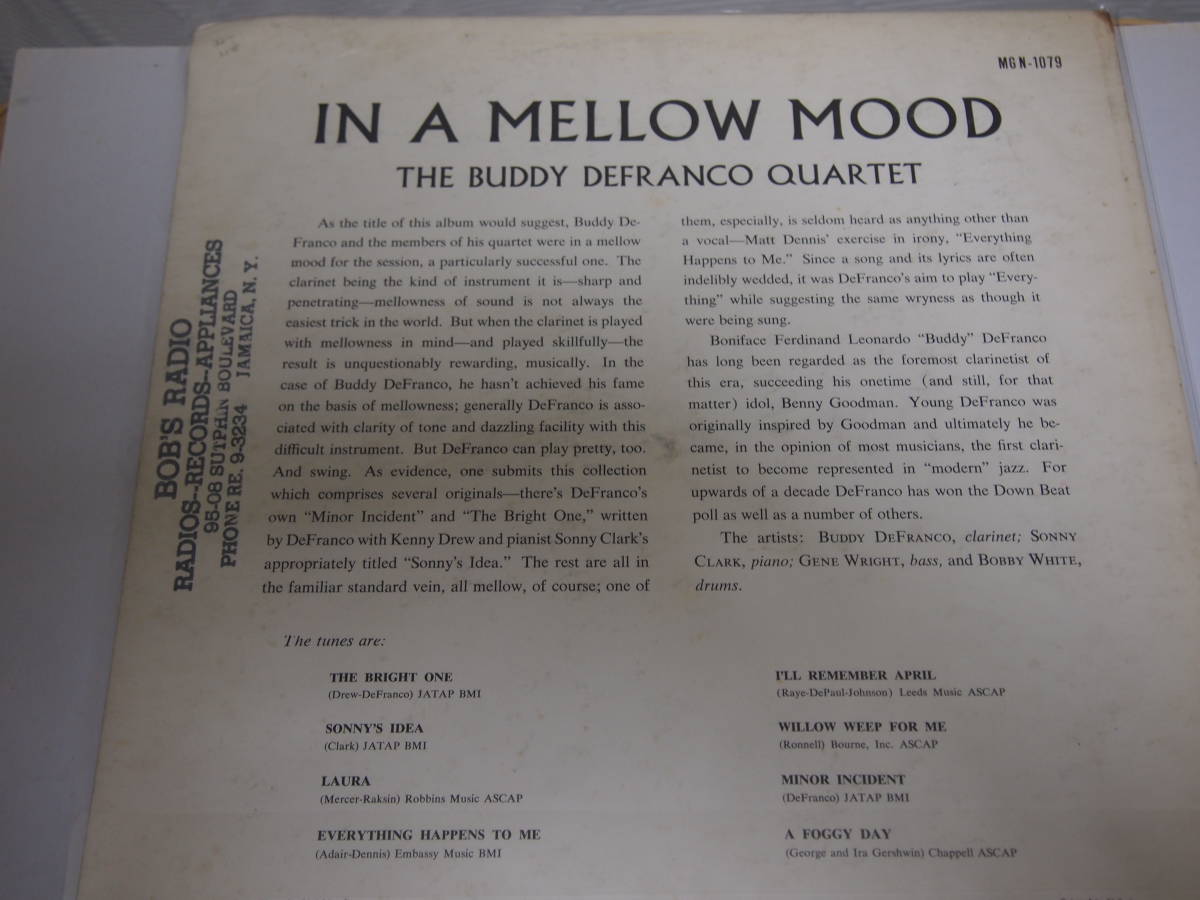 MGN-1079
IN A MELLOW MOOD
THE BUDDY DEFRANCO QUARTET
As the title of this album would suggest, Buddy De-
Franco and the members of his quartet were in a mellow
mood for the session, a particularly successful one. The
clarinet being the kind of instrument it is—sharp and
penetrating—mellowness of sound is not always the
easiest trick in the world. But when the clarinet is played
with mellowness in mind—and played skillfully—the
result is unquestionably rewarding, musically. In the
case of Buddy DeFranco, he hasn't achieved his fame
on the basis of mellowness; generally DeFranco is asso-
ciated with clarity of tone and dazzling facility with this
difficult instrument. But DeFranco can play pretty, too.
And swing. As evidence, one submits this collection
which comprises several originals—there's DeFranco's
own "Minor Incident" and "The Bright One," written
by DeFranco with Kenny Drew and pianist Sonny Clark's
appropriately titled "Sonny's Idea." The rest are all in
the familiar standard vein, all mellow, of course; one of
them, especially, is seldom heard as anything other than
a vocal—Matt Dennis' exercise in irony, "Everything
Happens to Me." Since a song and its lyrics are often
indelibly wedded, it was DeFranco's aim to play "Every-
thing" while suggesting the same wryness as though it
were being sung.
Boniface Ferdinand Leonardo "Buddy" DeFranco
has long been regarded as the foremost clarinetist of
this era, succeeding his onetime (and still, for that
matter) idol, Benny Goodman. Young DeFranco was
originally inspired by Goodman and ultimately he be-
came, in the opinion of most musicians, the first clari-
netist to become represented in "modern" jazz. For
upwards of a decade DeFranco has won the Down Beat
poll as well as a number of others.
The artists: BUDDY DEFRANCO, clarinet; SONNY
CLARK, piano; GENE WRIGHT, bass, and BOBBY WHITE,
drums.
BOB'S RADIO
RADIOS--RECORDS--APPLIANCES
95-08 SUTPHIN BOULEVARD
PHONE RE. 9-3234 JAMAICA, N. Y.
The tunes are:
THE BRIGHT ONE
(Drew-DeFranco) JATAP BMI
SONNY'S IDEA
(Clark) JATAP BMI
LAURA
(Mercer-Raksin) Robbins Music ASCAP
EVERYTHING HAPPENS TO ME
(Adair-Dennis) Embassy Music BMI
I'LL REMEMBER APRIL
(Raye-DePaul-Johnson) Leeds Music ASCAP
WILLOW WEEP FOR ME
(Ronnell) Bourne, Inc. ASCAP
MINOR INCIDENT
(DeFranco) JATAP BMI
A FOGGY DAY
(George and Ira Gershwin) Chappell ASCAP